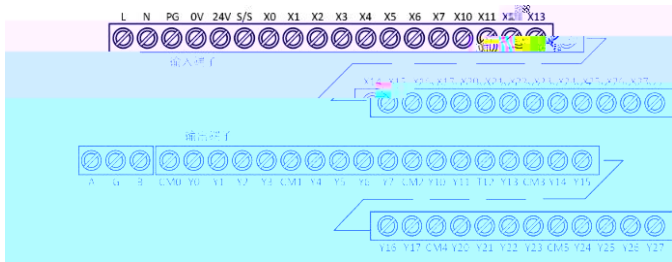 L N PG 0V 24V S/S X0 X1 X2 X3 X4 X5 X6 X7 X10 X11 X13
输入端子
输出端子
A G B CM0 Y0 Y1 Y2 Y3 CM1 Y4 Y5 Y6 Y7 CM2 Y10 Y11 T12 Y13 CM3 Y14 Y15
Y16 Y17 CM4 Y20 Y21 Y22 Y23 CM5 Y24 Y25 Y26 Y27